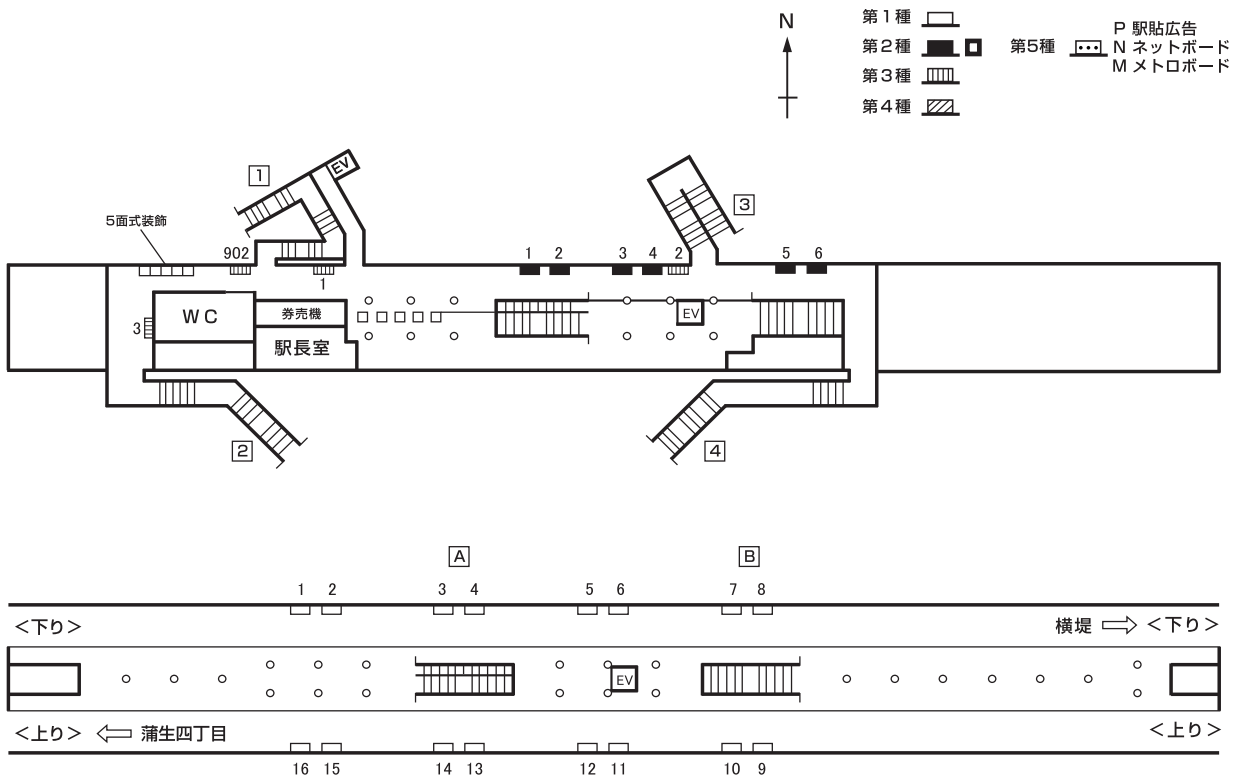 N
第1種
第2種
第3種
第4種
第5種
P 駅貼広告
N ネットボード
M メトロボード
1
EV
3
5面式装飾
902
1
1
2
3
4
2
5
6
3
WC
券売機
駅長室
EV
2
4
A
B
1
2
3
4
5
6
7
8
<下り>
横堤
<下り>
EV
<上り>
蒲生四丁目
<上り>
16
15
14
13
12
11
10
9